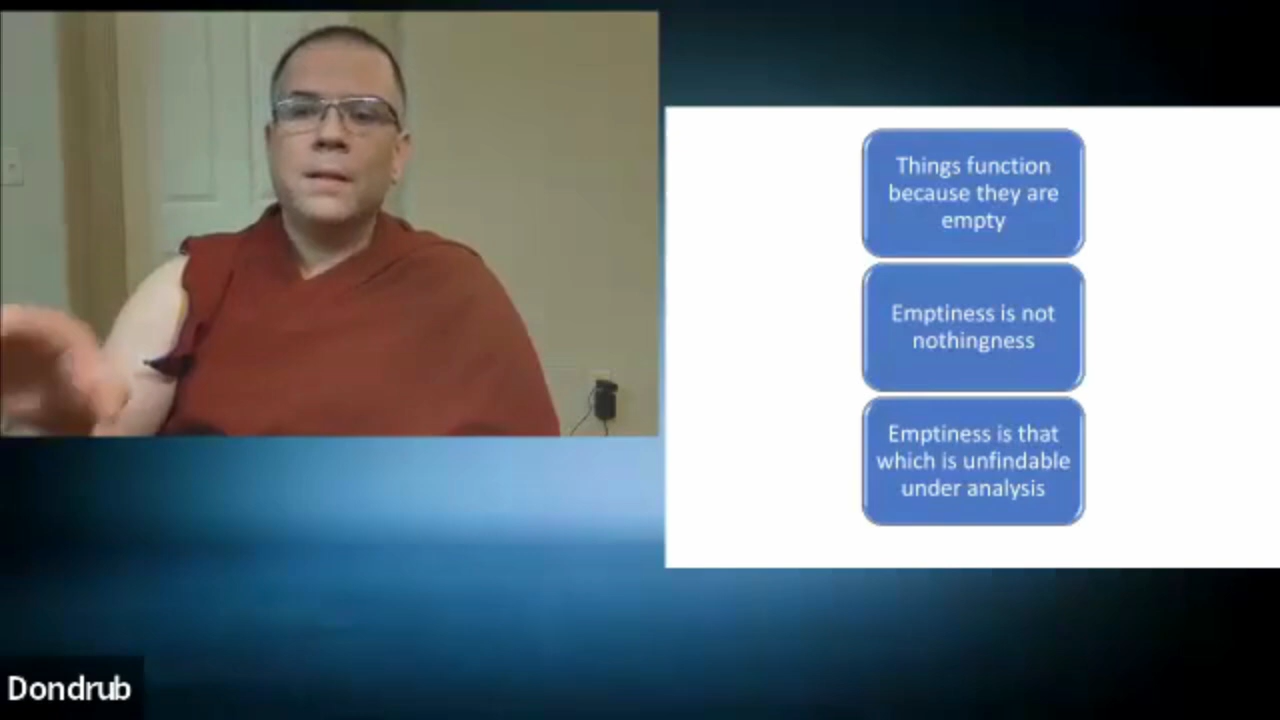 Things function
because they are
empty
Emptiness is not
nothingness
Emptiness is that
which is unfindable
under analysis
Dondrub